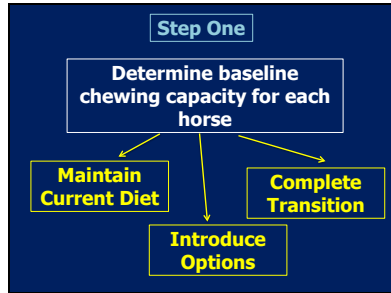 Step One
Determine baseline
chewing capacity for each
horse
Maintain
Current Diet
Complete
Transition
Introduce
Options